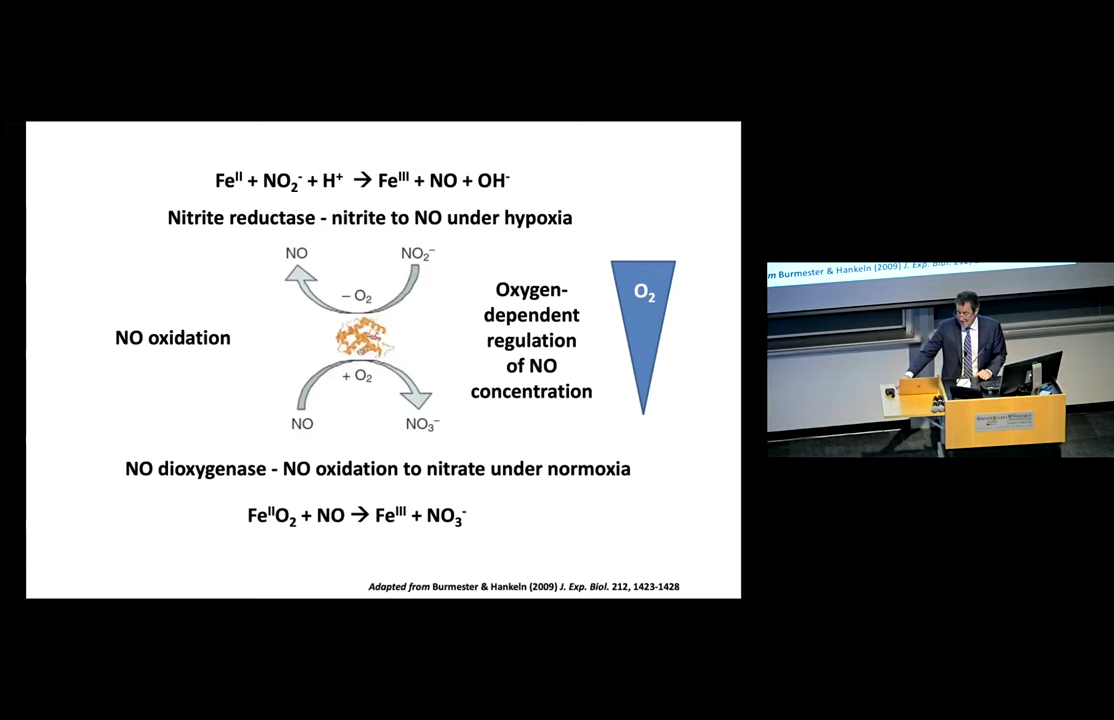 Feᴵᴵ + NO₂⁻ + H⁺ → Feᴵᴵᴵ + NO + OH⁻
Nitrite reductase - nitrite to NO under hypoxia
NO NO₂⁻
− O₂
NO oxidation
+ O₂
NO NO₃⁻
Oxygen-
dependent
regulation
of NO
concentration
O₂
NO dioxygenase - NO oxidation to nitrate under normoxia
FeᴵᴵO₂ + NO → Feᴵᴵᴵ + NO₃⁻
Adapted from Burmester & Hankeln (2009) J. Exp. Biol. 212, 1423-1428
m Burmester & Hankeln (2009) J. Exp. Biol.